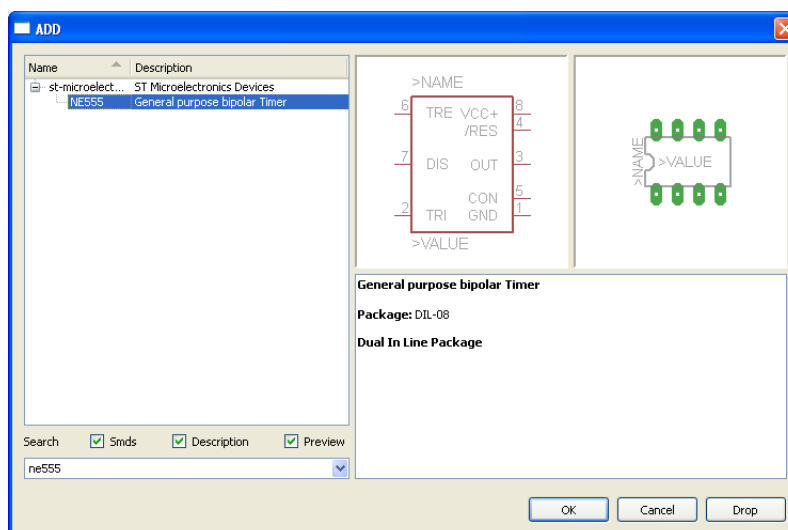 ADD
Name Description
st-microelect... ST Microelectronics Devices
NE555 General purpose bipolar Timer
>NAME
6 TRE VCC+ 8
/RES 4
7 DIS OUT 3
CON 5
2 TRI GND 1
>VALUE
>NAME
>VALUE
General purpose bipolar Timer
Package: DIL-08
Dual In Line Package
Search Smds Description Preview
ne555
OK Cancel Drop